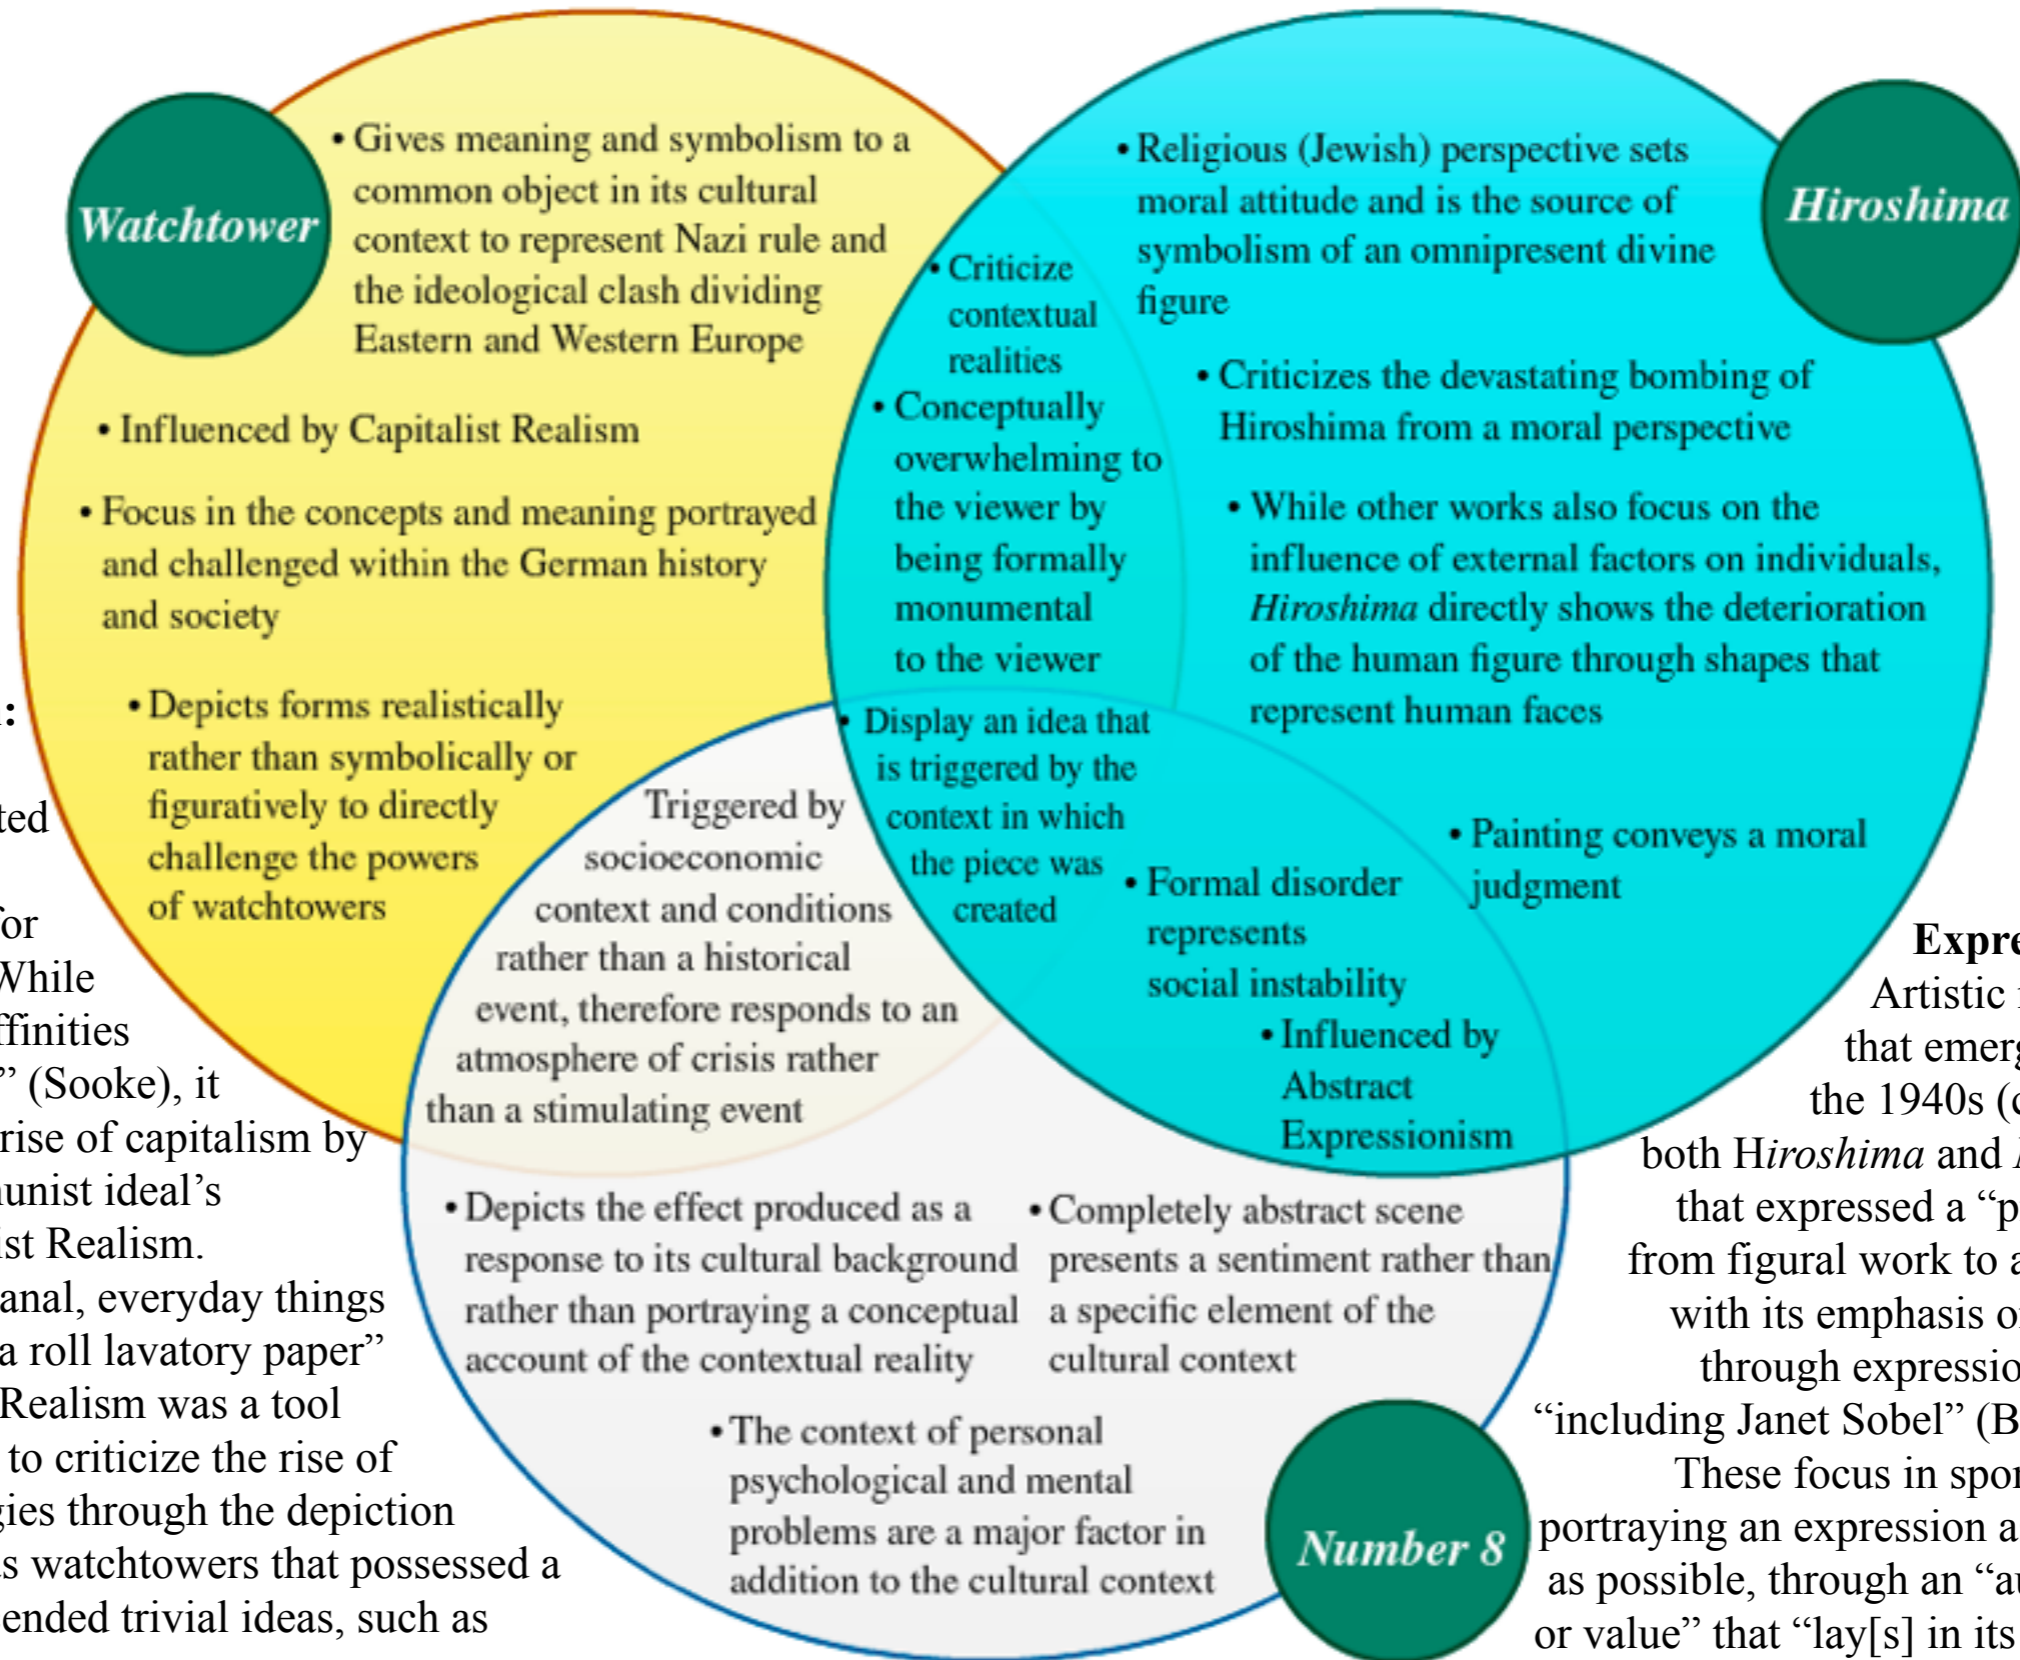 Watchtower
• Gives meaning and symbolism to a
common object in its cultural
context to represent Nazi rule and
the ideological clash dividing
Eastern and Western Europe
• Influenced by Capitalist Realism
• Focus in the concepts and meaning portrayed
and challenged within the German history
and society
• Depicts forms realistically
rather than symbolically or
figuratively to directly
challenge the powers
of watchtowers
• Criticize
contextual
realities
• Conceptually
overwhelming to
the viewer by
being formally
monumental
to the viewer
Hiroshima
• Religious (Jewish) perspective sets
moral attitude and is the source of
symbolism of an omnipresent divine
figure
• Criticizes the devastating bombing of
Hiroshima from a moral perspective
• While other works also focus on the
influence of external factors on individuals,
Hiroshima directly shows the deterioration
of the human figure through shapes that
represent human faces
• Painting conveys a moral
judgment
• Display an idea that
is triggered by the
context in which
the piece was
created
Triggered by
socioeconomic
context and conditions
rather than a historical
event, therefore responds to an
atmosphere of crisis rather
than a stimulating event
• Formal disorder
represents
social instability
• Influenced by
Abstract
Expressionism
• Depicts the effect produced as a
response to its cultural background
rather than portraying a conceptual
account of the contextual reality
• Completely abstract scene
presents a sentiment rather than
a specific element of the
cultural context
• The context of personal
psychological and mental
problems are a major factor in
addition to the cultural context
Number 8
:
ted
for
While
ffinities
” (Sooke), it
rise of capitalism by
unist ideal’s
ist Realism.
anal, everyday things
a roll lavatory paper”
Realism was a tool
to criticize the rise of
gies through the depiction
as watchtowers that possessed a
ended trivial ideas, such as
Expre
Artistic
that emerg
the 1940s (
both Hiroshima and
that expressed a “p
from figural work to a
with its emphasis o
through expressio
“including Janet Sobel” (B
These focus in spor
portraying an expression a
as possible, through an “au
or value” that “lay[s] in its